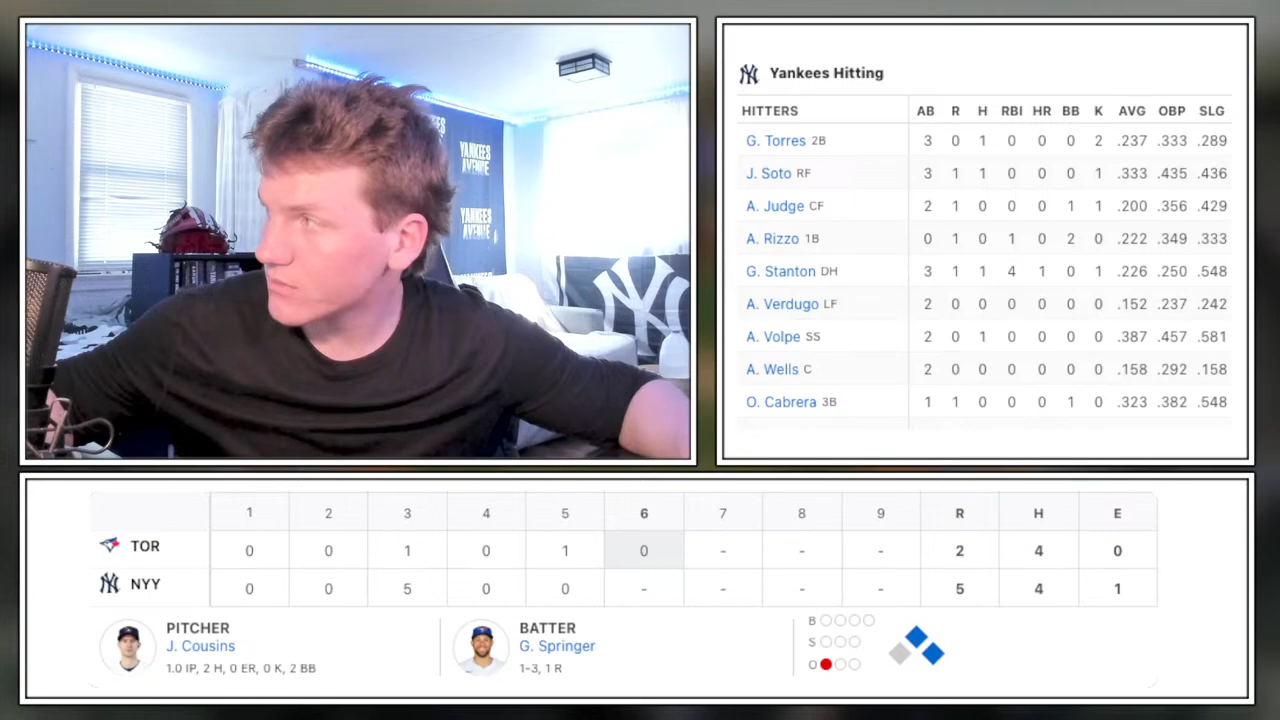 YANKEES
AVENUE
YANKEES
AVENUE
Yankees Hitting
HITTERS AB H RBI HR BB K AVG OBP SLG
G. Torres 2B 3 1 0 0 0 2 .237 .333 .289
J. Soto RF 3 1 1 0 0 0 1 .333 .435 .436
A. Judge CF 2 0 0 0 1 1 .200 .356 .429
A. Rizzo 1B 0 0 1 0 2 0 .222 .349 .333
G. Stanton DH 3 1 1 4 1 0 1 .226 .250 .548
A. Verdugo LF 2 0 0 0 0 0 0 .152 .237 .242
A. Volpe SS 2 0 1 0 0 0 0 .387 .457 .581
A. Wells C 2 0 0 0 0 0 0 .158 .292 .158
O. Cabrera 3B 1 1 0 0 0 1 0 .323 .382 .548
1 2 3 4 5 6 7 8 9 R H E
TOR 0 0 1 0 1 0 - - - 2 4 0
NYY 0 0 5 0 0 - - - - 5 4 1
PITCHER
J. Cousins
1.0 IP, 2 H, 0 ER, 0 K, 2 BB
BATTER
G. Springer
1-3, 1 R
B
S
O